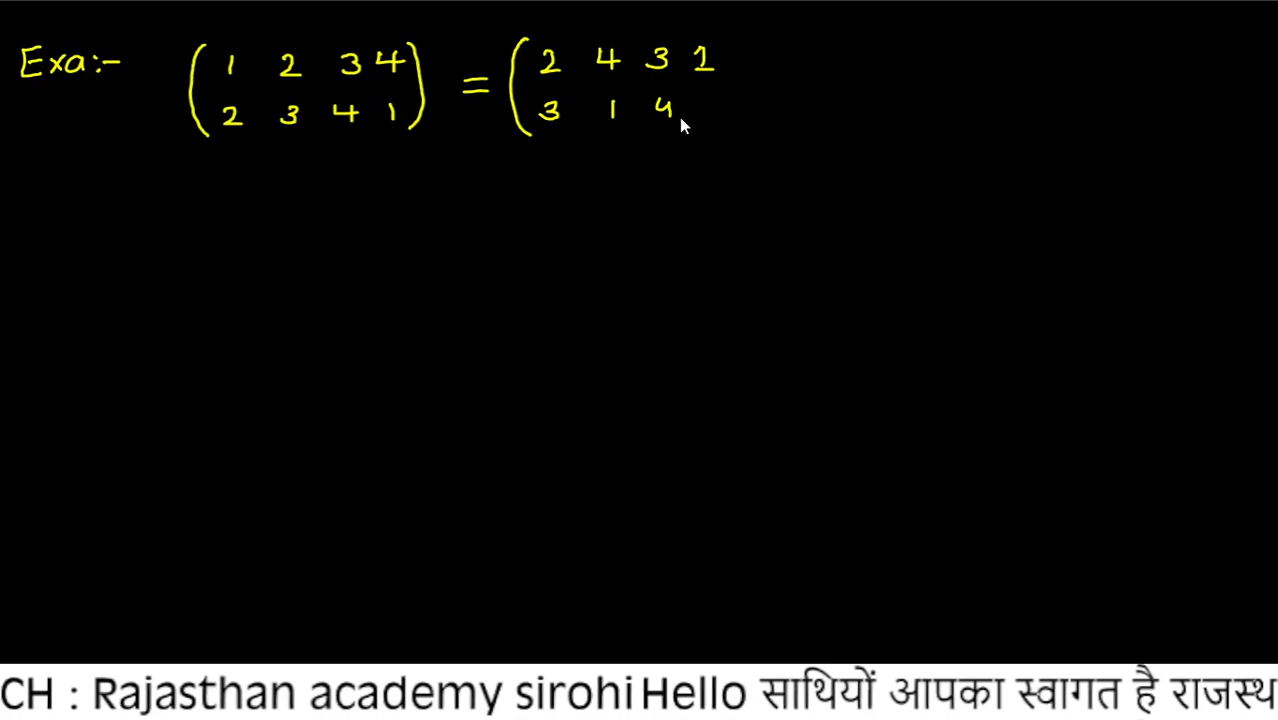 Exa:- ( 1 2 3 4 ) = ( 2 4 3 1
( 2 3 4 1 ) ( 3 1 4
CH : Rajasthan academy sirohi Hello साथियों आपका स्वागत है राजस्थ